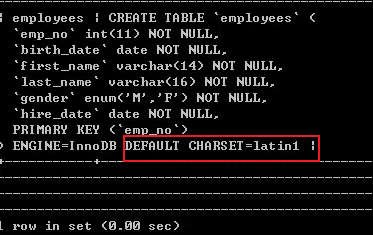 | employees | CREATE TABLE `employees` (
`emp_no` int(11) NOT NULL,
`birth_date` date NOT NULL,
`first_name` varchar(14) NOT NULL,
`last_name` varchar(16) NOT NULL,
`gender` enum('M','F') NOT NULL,
`hire_date` date NOT NULL,
PRIMARY KEY (`emp_no`)
) ENGINE=InnoDB DEFAULT CHARSET=latin1 |
1 row in set (0.00 sec)